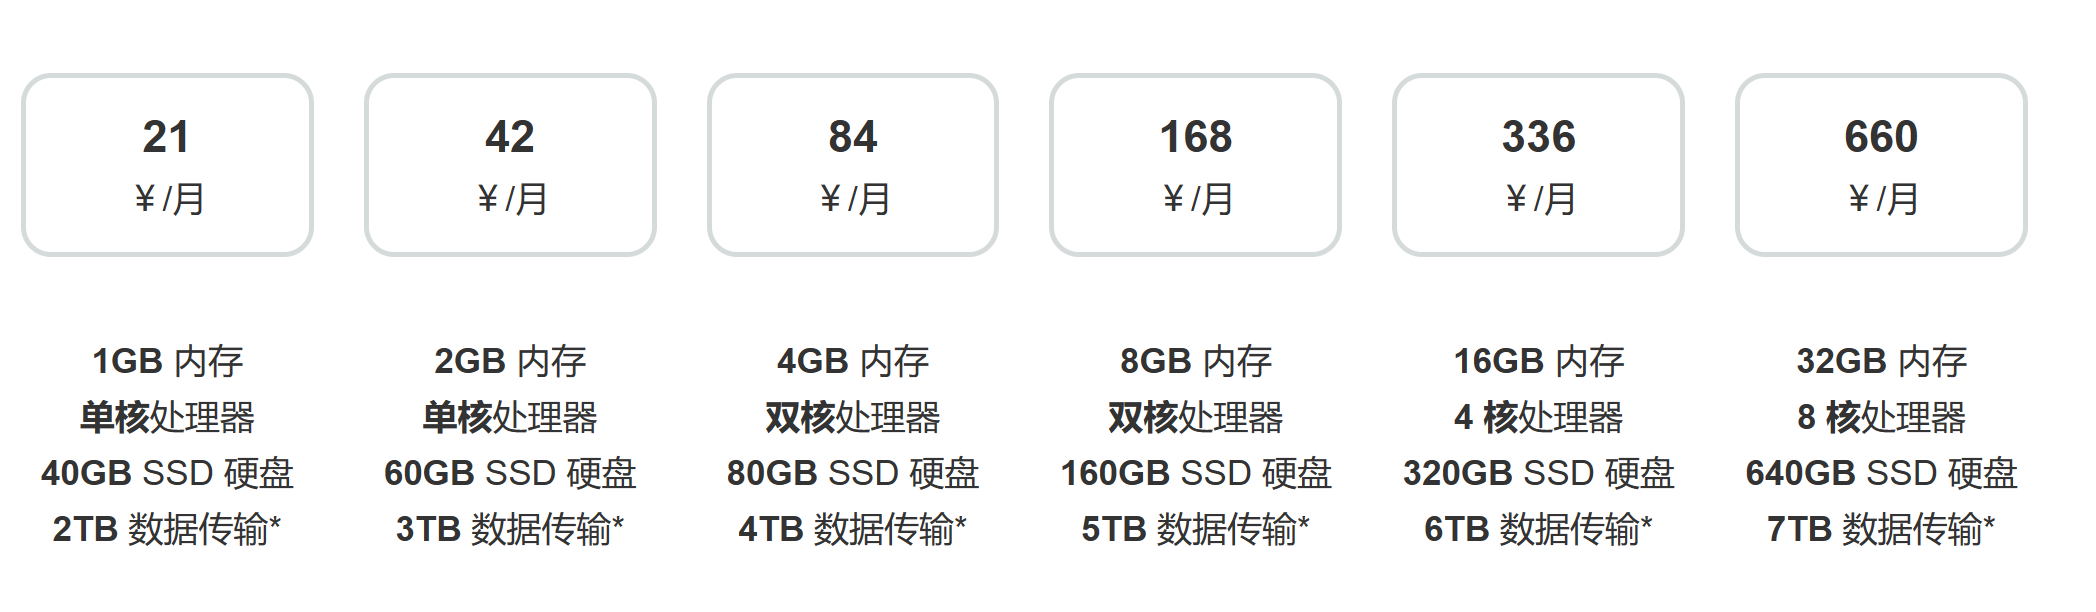 21
¥ /月
1GB 内存
单核处理器
40GB SSD 硬盘
2TB 数据传输*
42
¥ /月
2GB 内存
单核处理器
60GB SSD 硬盘
3TB 数据传输*
84
¥ /月
4GB 内存
双核处理器
80GB SSD 硬盘
4TB 数据传输*
168
¥ /月
8GB 内存
双核处理器
160GB SSD 硬盘
5TB 数据传输*
336
¥ /月
16GB 内存
4 核处理器
320GB SSD 硬盘
6TB 数据传输*
660
¥ /月
32GB 内存
8 核处理器
640GB SSD 硬盘
7TB 数据传输*